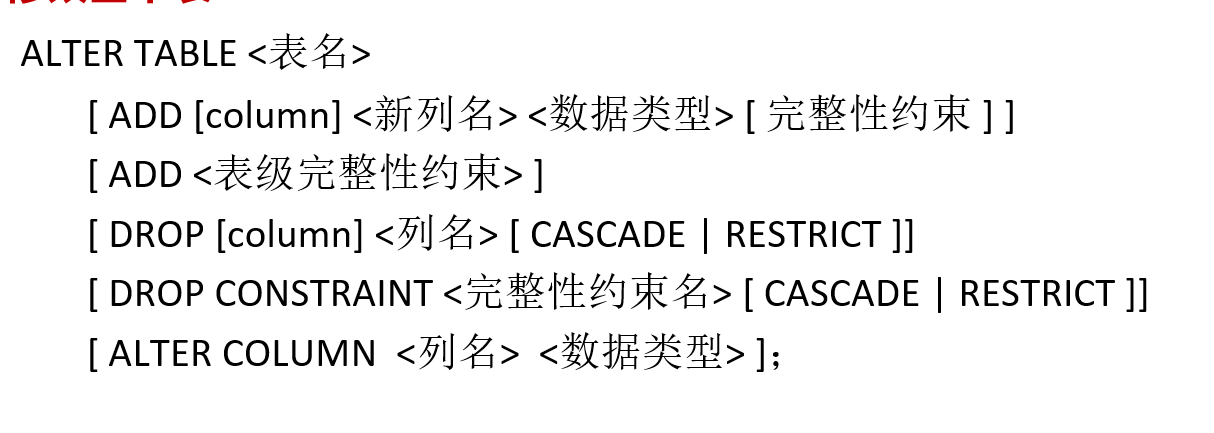 ALTER TABLE <表名>
[ ADD [column] <新列名> <数据类型> [ 完整性约束 ] ]
[ ADD <表级完整性约束> ]
[ DROP [column] <列名> [ CASCADE | RESTRICT ]]
[ DROP CONSTRAINT <完整性约束名> [ CASCADE | RESTRICT ]]
[ ALTER COLUMN <列名> <数据类型> ];